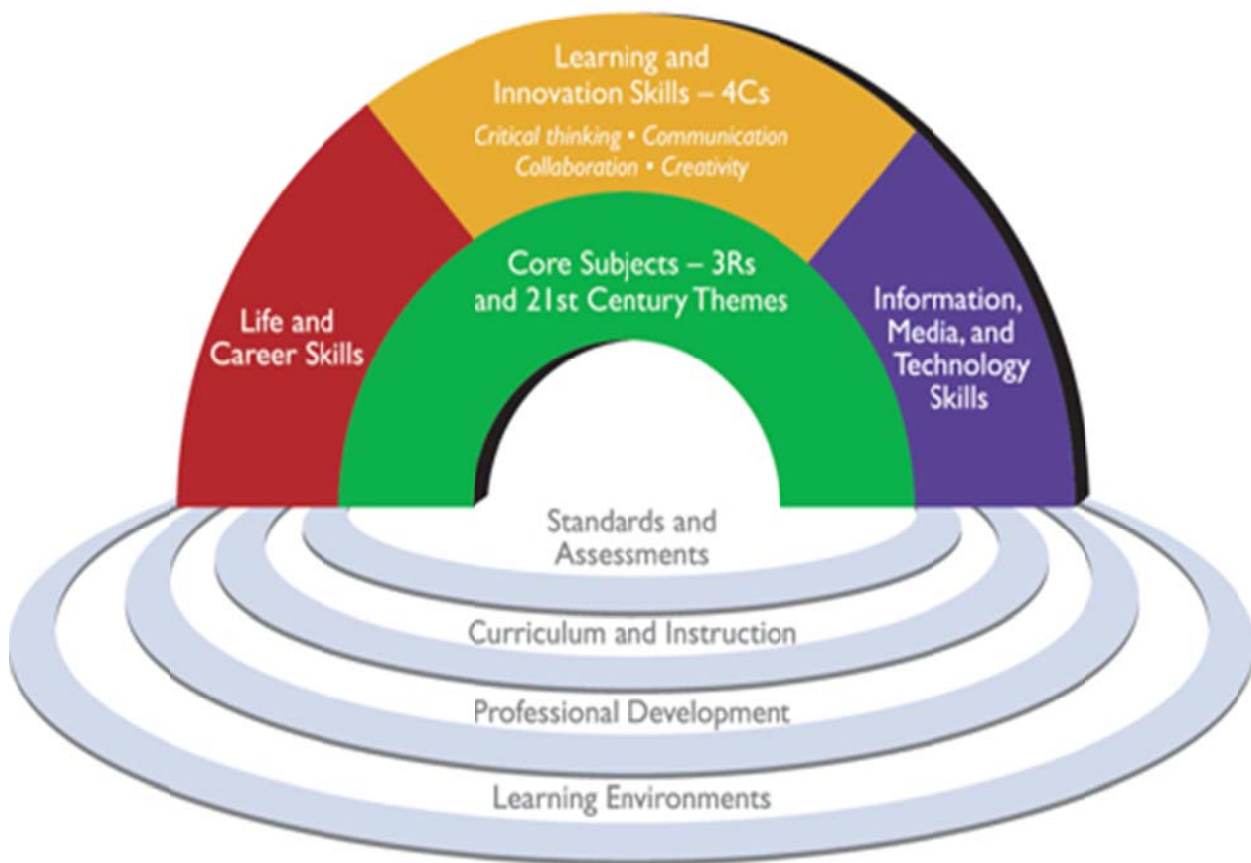 Learning and
Innovation Skills – 4Cs
Critical thinking • Communication
Collaboration • Creativity
Core Subjects – 3Rs
and 21st Century Themes
Life and
Career Skills
Information,
Media, and
Technology
Skills
Standards and
Assessments
Curriculum and Instruction
Professional Development
Learning Environments